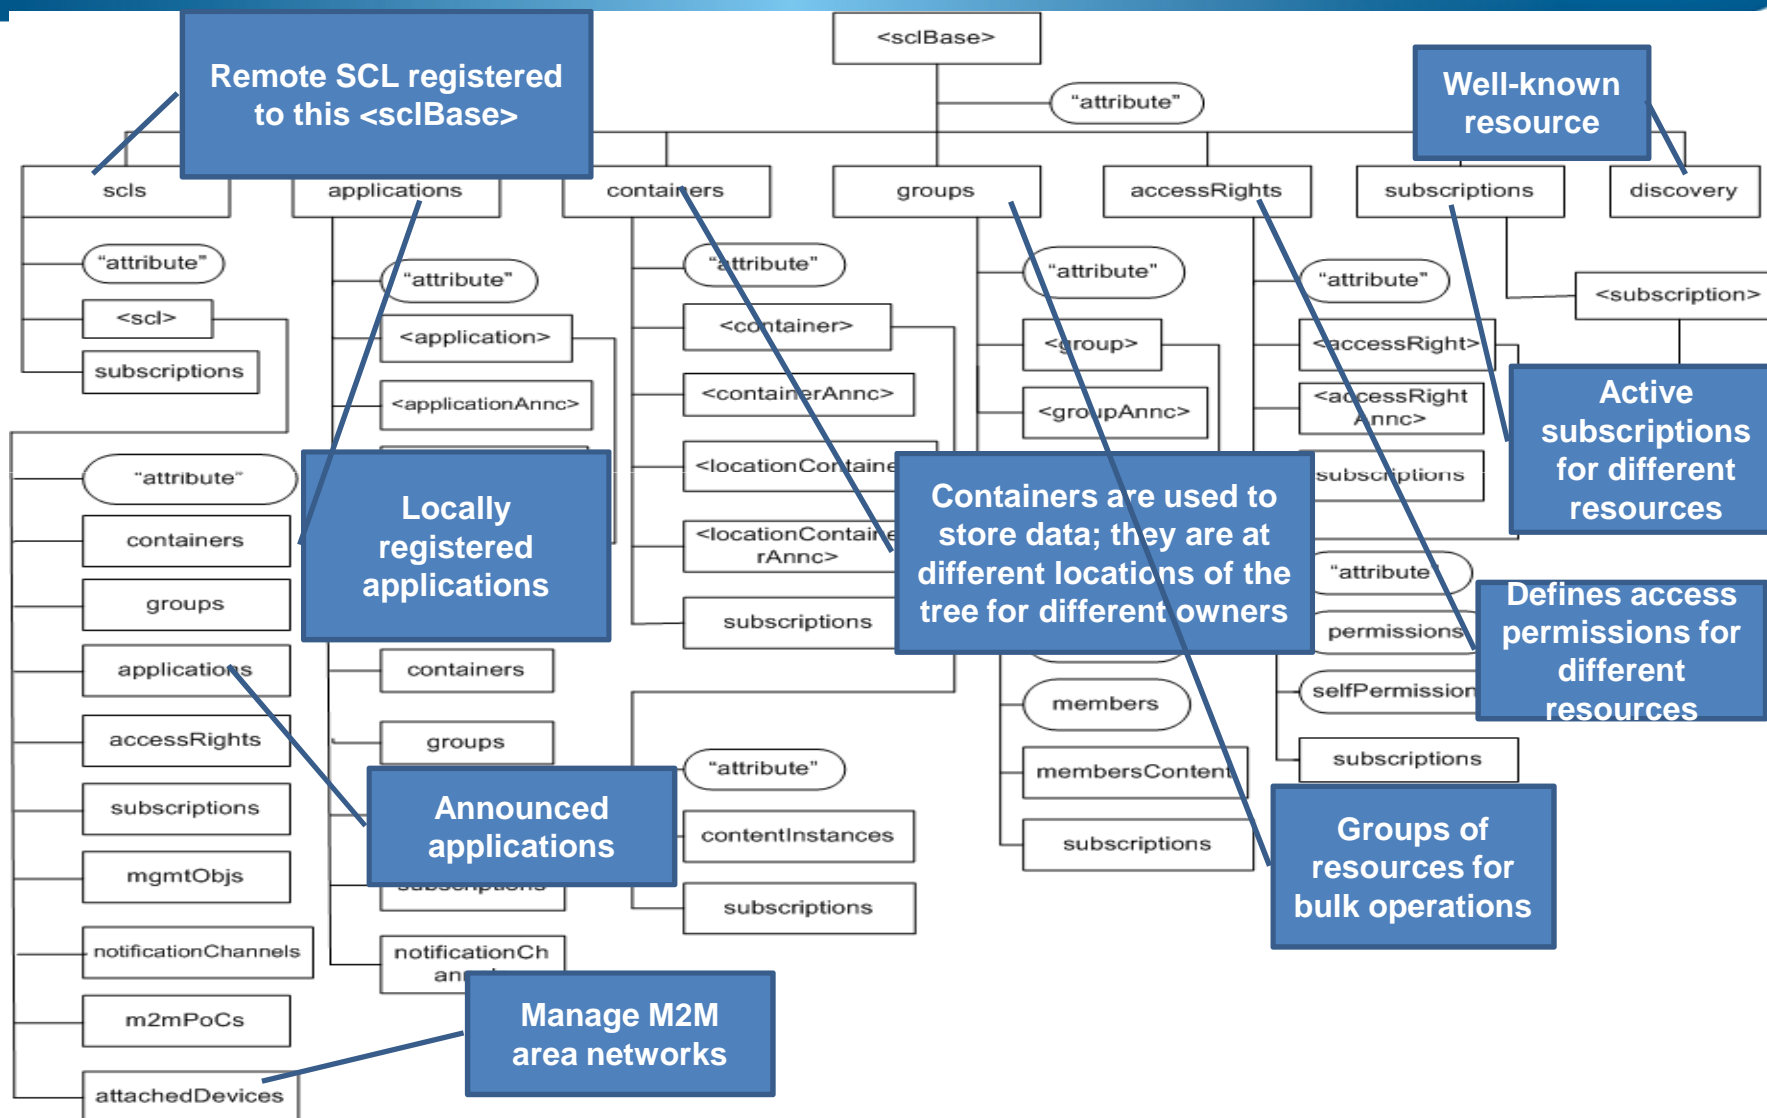 <sclBase>
"attribute"
Remote SCL registered
to this <sclBase>
Well-known
resource
scls
applications
containers
groups
accessRights
subscriptions
discovery
"attribute"
<scl>
subscriptions
"attribute"
containers
groups
applications
accessRights
subscriptions
mgmtObjs
notificationChannels
m2mPoCs
attachedDevices
"attribute"
<application>
<applicationAnnc>
Locally
registered
applications
containers
groups
Announced
applications
subscriptions
notificationCh
Manage M2M
area networks
"attribute"
<container>
<containerAnnc>
<locationContaine
<locationContaine
rAnnc>
subscriptions
"attribute"
contentInstances
subscriptions
"attribute"
<group>
<groupAnnc>
Containers are used to
store data; they are at
different locations of the
tree for different owners
members
membersContent
subscriptions
"attribute"
<accessRight>
<accessRight
Annc>
subscriptions
"attribute"
permissions
selfPermission
subscriptions
Groups of
resources for
bulk operations
<subscription>
Active
subscriptions
for different
resources
Defines access
permissions for
different
resources